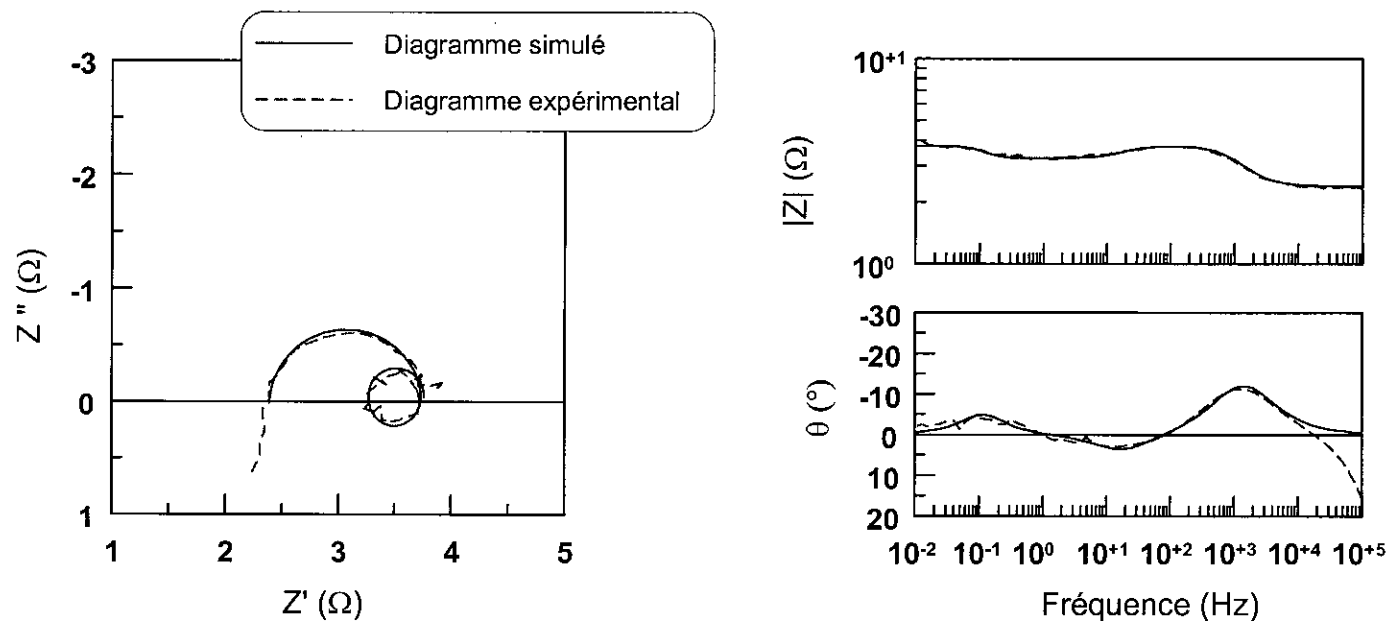 Diagramme simulé
Diagramme expérimental
-3
-2
-1
0
1
Z " (Ω)
1 2 3 4 5
Z' (Ω)
10+1
100
|Z| (Ω)
-30
-20
-10
0
10
20
θ (°)
10-2 10-1 100 10+1 10+2 10+3 10+4 10+5
Fréquence (Hz)